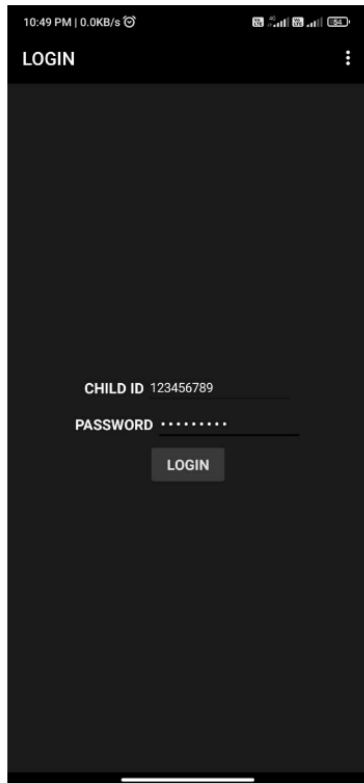 10:49 PM | 0.0KB/s
LOGIN
CHILD ID 123456789
PASSWORD •••••••••
LOGIN